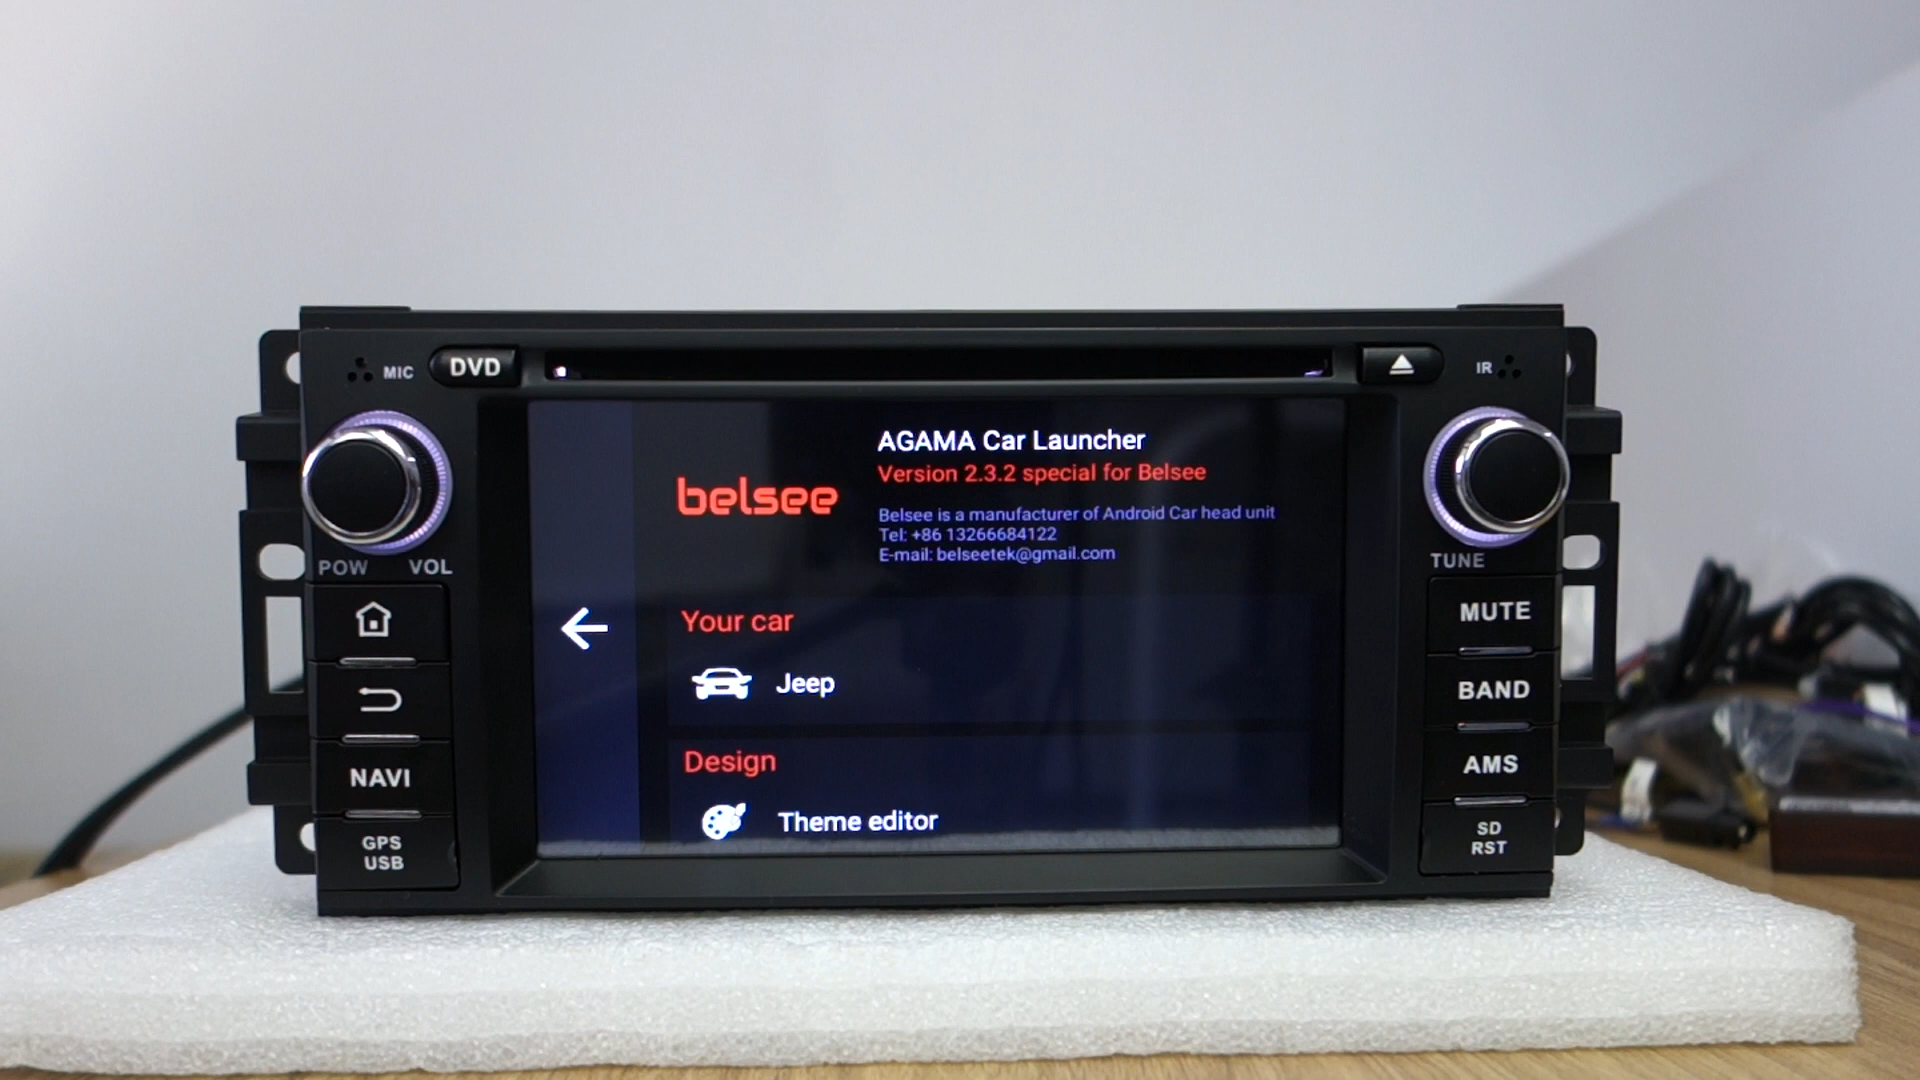 MIC
DVD
IR
POW VOL
TUNE
NAVI
GPS
USB
MUTE
BAND
AMS
SD
RST
belsee
AGAMA Car Launcher
Version 2.3.2 special for Belsee
Belsee is a manufacturer of Android Car head unit
Tel: +86 13266684122
E-mail: belseetek@gmail.com
Your car
Jeep
Design
Theme editor